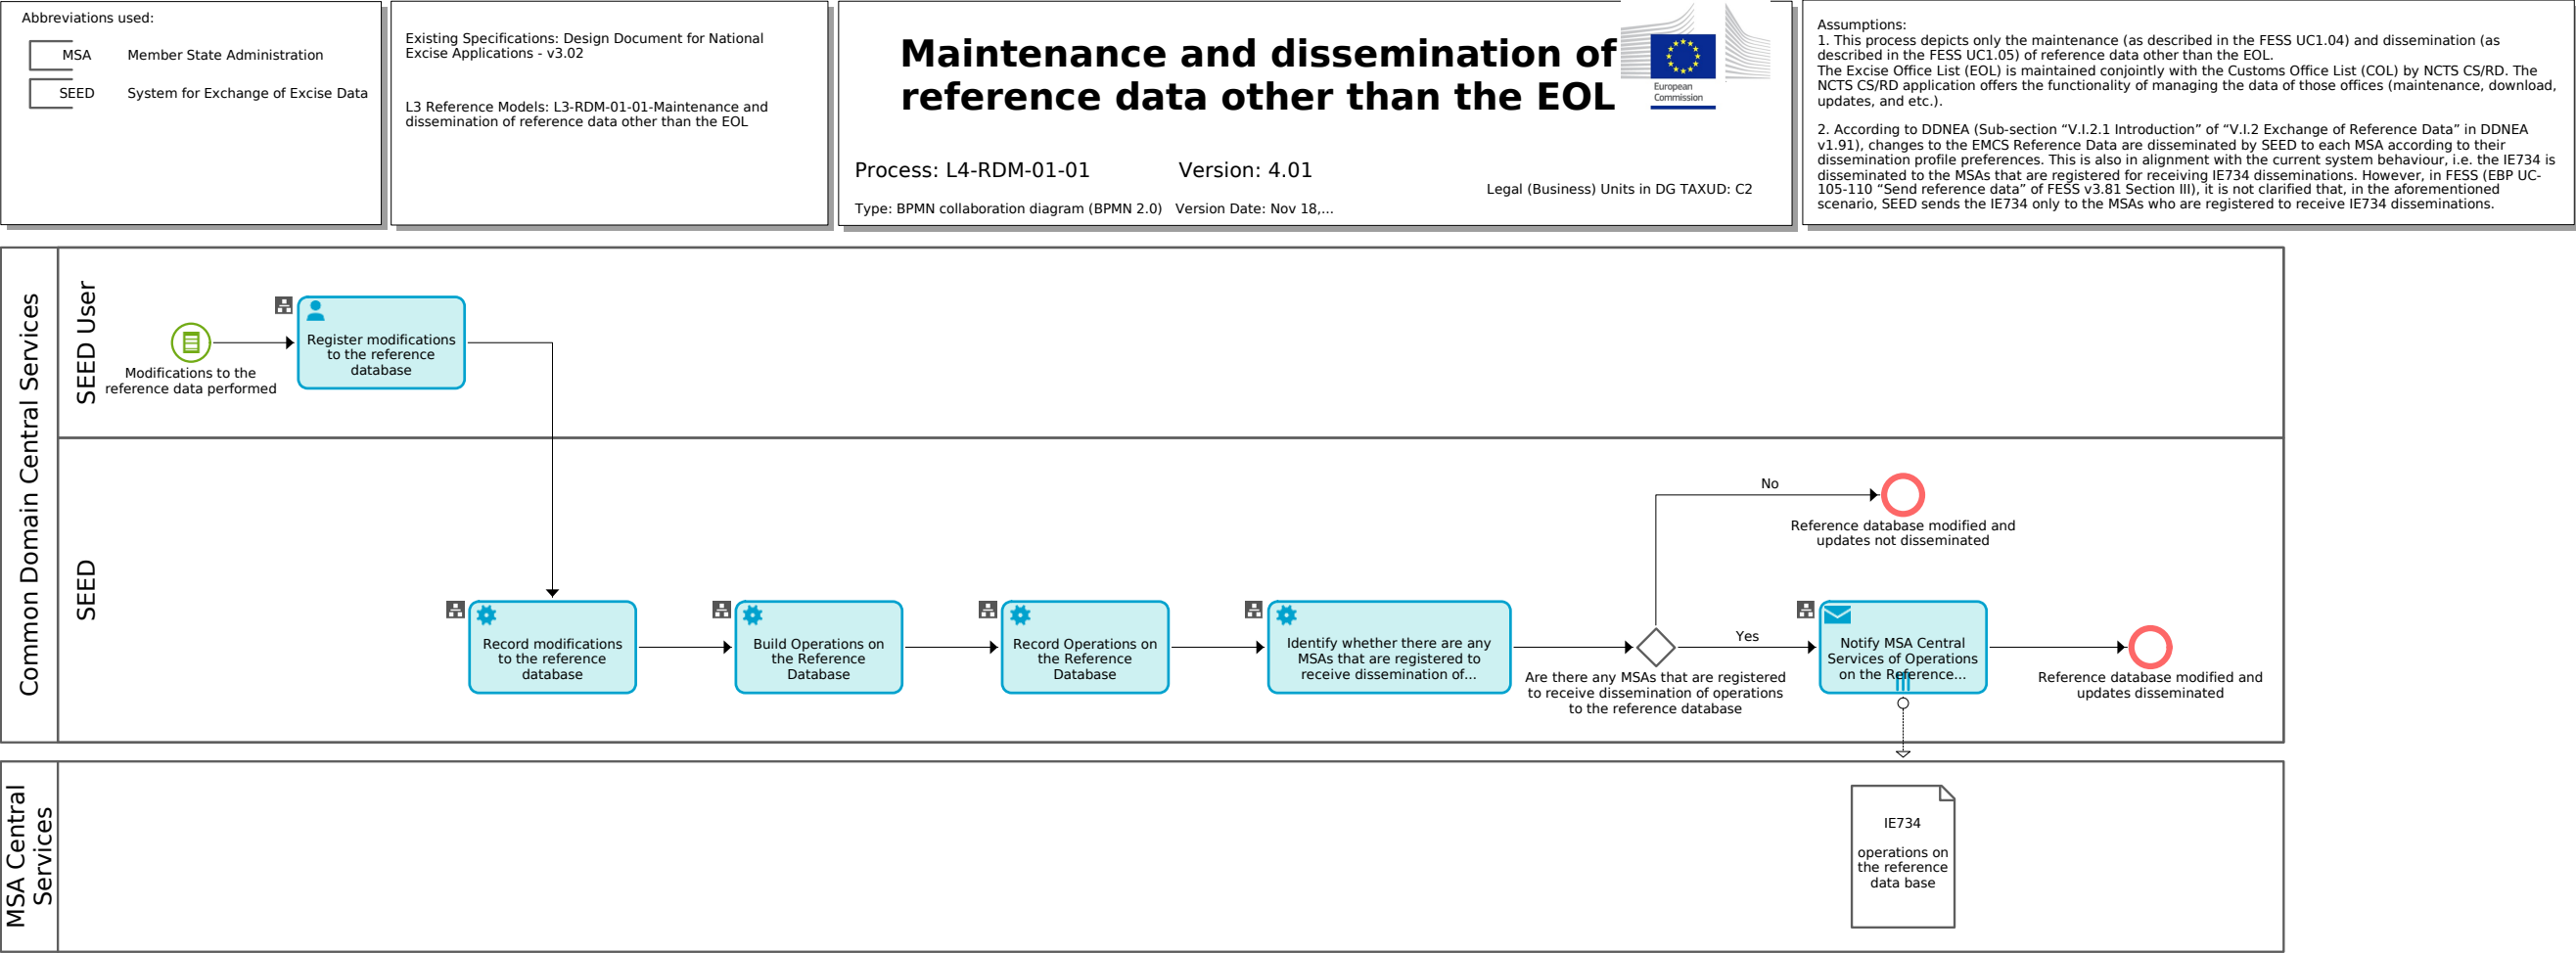 Abbreviations used:
MSA Member State Administration
SEED System for Exchange of Excise Data
Existing Specifications: Design Document for National
Excise Applications - v3.02
L3 Reference Models: L3-RDM-01-01-Maintenance and
dissemination of reference data other than the EOL
Maintenance and dissemination of
reference data other than the EOL
European
Commission
Process: L4-RDM-01-01 Version: 4.01
Legal (Business) Units in DG TAXUD: C2
Type: BPMN collaboration diagram (BPMN 2.0) Version Date: Nov 18,...
Assumptions:
1. This process depicts only the maintenance (as described in the FESS UC1.04) and dissemination (as
described in the FESS UC1.05) of reference data other than the EOL.
The Excise Office List (EOL) is maintained conjointly with the Customs Office List (COL) by NCTS CS/RD. The
NCTS CS/RD application offers the functionality of managing the data of those offices (maintenance, download,
updates, and etc.).
2. According to DDNEA (Sub-section “V.I.2.1 Introduction” of “V.I.2 Exchange of Reference Data” in DDNEA
v1.91), changes to the EMCS Reference Data are disseminated by SEED to each MSA according to their
dissemination profile preferences. This is also in alignment with the current system behaviour, i.e. the IE734 is
disseminated to the MSAs that are registered for receiving IE734 disseminations. However, in FESS (EBP UC-
105-110 “Send reference data” of FESS v3.81 Section III), it is not clarified that, in the aforementioned
scenario, SEED sends the IE734 only to the MSAs who are registered to receive IE734 disseminations.
Common Domain Central Services
SEED User
Modifications to the
reference data performed
Register modifications
to the reference
database
SEED
Record modifications
to the reference
database
Build Operations on
the Reference
Database
Record Operations on
the Reference
Database
Identify whether there are any
MSAs that are registered to
receive dissemination of...
Are there any MSAs that are registered
to receive dissemination of operations
to the reference database
No
Reference database modified and
updates not disseminated
Yes
Notify MSA Central
Services of Operations
on the Reference...
Reference database modified and
updates disseminated
MSA Central
Services
IE734
operations on
the reference
data base